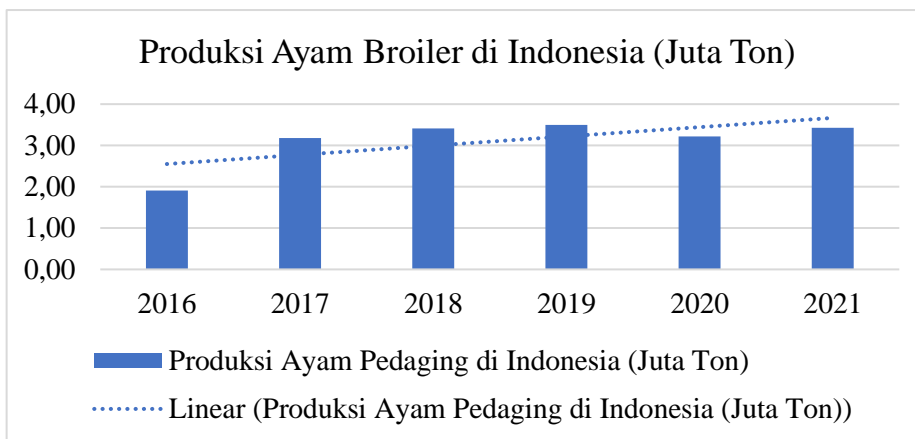 Produksi Ayam Broiler di Indonesia (Juta Ton)
4,00
3,00
2,00
1,00
0,00
2016 2017 2018 2019 2020 2021
Produksi Ayam Pedaging di Indonesia (Juta Ton)
Linear (Produksi Ayam Pedaging di Indonesia (Juta Ton))